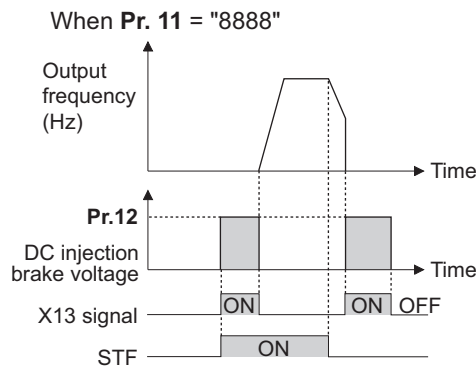 When Pr. 11 = "8888"
Output
frequency
(Hz)
Time
Pr.12
DC injection
brake voltage
Time
X13 signal
ON
ON
OFF
STF
ON